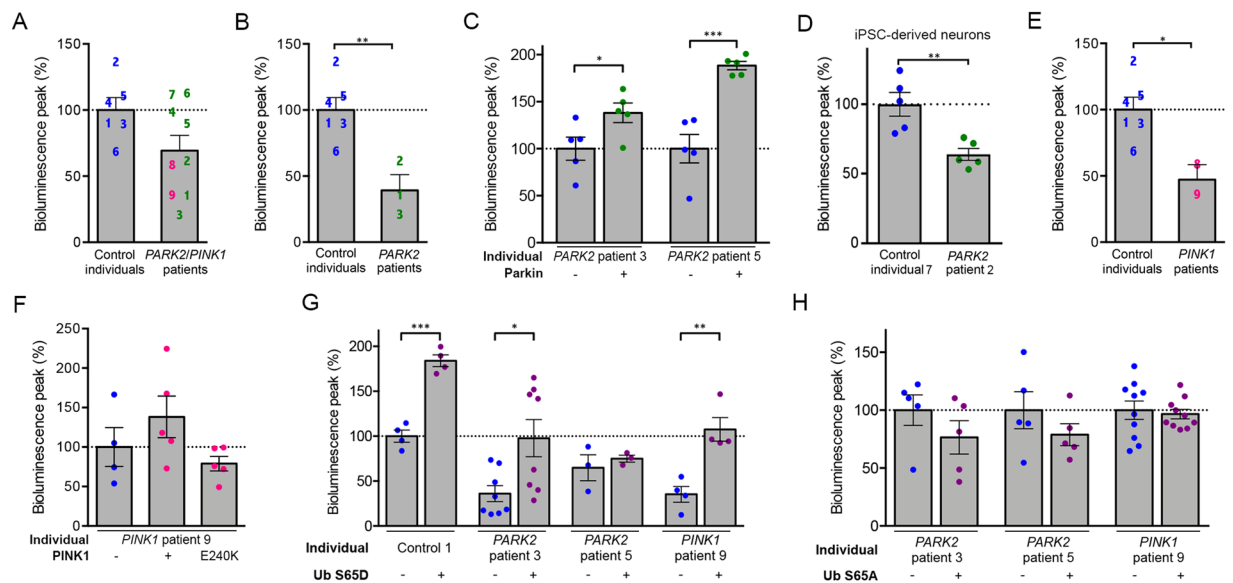 A
Bioluminescence peak (%)
150
100
50
0
2
4 5
1 3
6
7 6
4
5
8 2
9 1
3
Control
individuals
PARK2/PINK1
patients
B
Bioluminescence peak (%)
150
100
50
0
**
2
4 5
1 3
6
2
1
3
Control
individuals
PARK2
patients
C
Bioluminescence peak (%)
200
150
100
50
0
*
***
Individual
PARK2 patient 3
PARK2 patient 5
Parkin
- + - +
D
iPSC-derived neurons
Bioluminescence peak (%)
150
100
50
0
**
Control
individual 7
PARK2
patient 2
E
Bioluminescence peak (%)
150
100
50
0
*
2
4 5
1 3
6
8
9
Control
individuals
PINK1
patients
F
Bioluminescence peak (%)
250
200
150
100
50
0
Individual
PINK1 patient 9
PINK1
- + E240K
G
Bioluminescence peak (%)
200
150
100
50
0
***
*
**
Individual
Control 1
PARK2
patient 3
PARK2
patient 5
PINK1
patient 9
Ub S65D
- + - + - + - +
H
Bioluminescence peak (%)
150
100
50
0
Individual
PARK2
patient 3
PARK2
patient 5
PINK1
patient 9
Ub S65A
- + - + - +